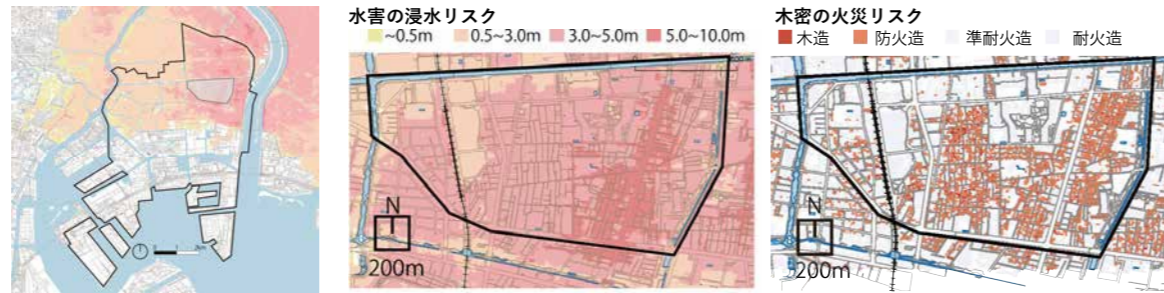 水害の浸水リスク
~0.5m 0.5~3.0m 3.0~5.0m 5.0~10.0m
N
200m
木密の火災リスク
木造 防火造 準耐火造 耐火造
N
200m